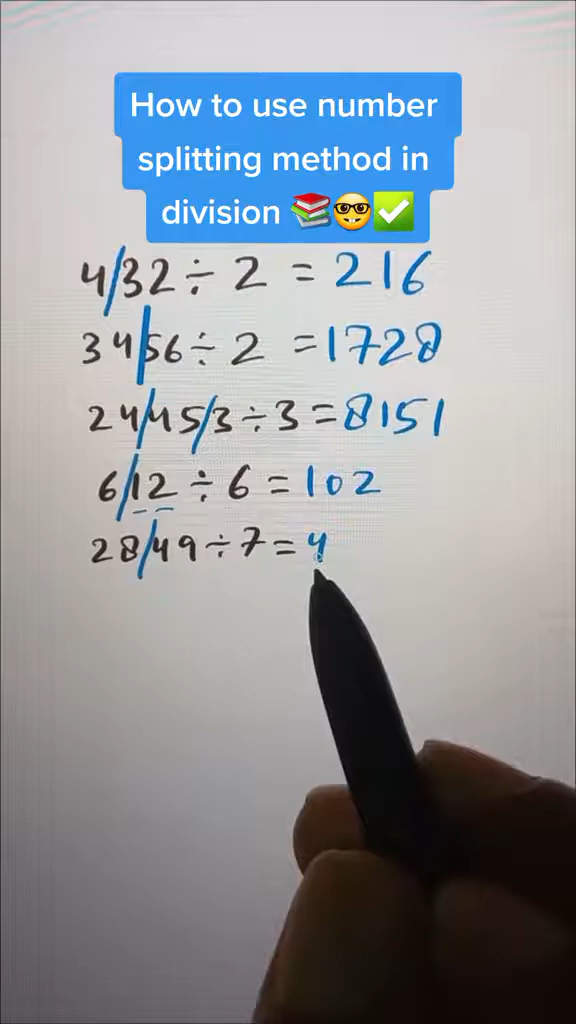 How to use number
splitting method in
division 📚🤓✅
4/32÷2 = 216
34/56÷2 =1728
24/45/3÷3=8151
6/12÷6=102
28/49÷7=4